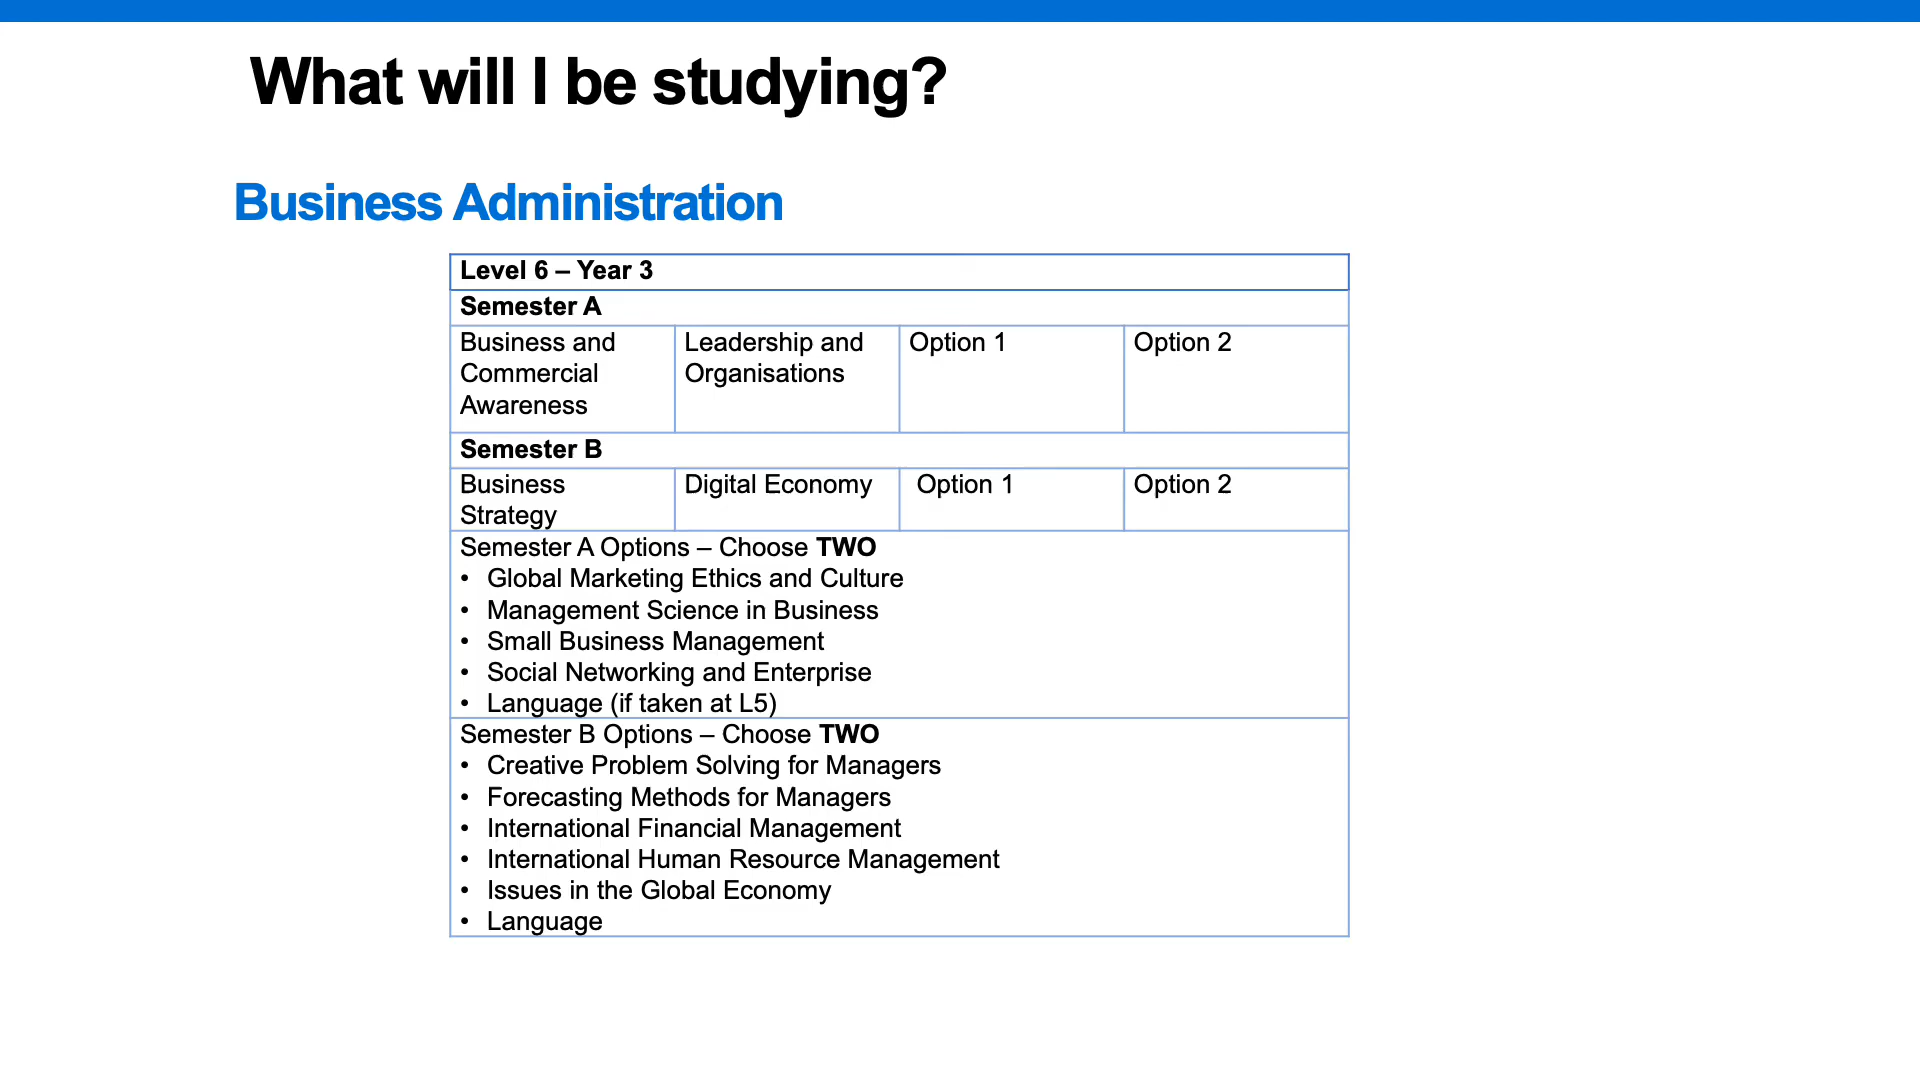 What will I be studying?
Business Administration
Level 6 – Year 3
Semester A
Business and
Commercial
Awareness
Leadership and
Organisations
Option 1
Option 2
Semester B
Business
Strategy
Digital Economy
Option 1
Option 2
Semester A Options – Choose TWO
• Global Marketing Ethics and Culture
• Management Science in Business
• Small Business Management
• Social Networking and Enterprise
• Language (if taken at L5)
Semester B Options – Choose TWO
• Creative Problem Solving for Managers
• Forecasting Methods for Managers
• International Financial Management
• International Human Resource Management
• Issues in the Global Economy
• Language